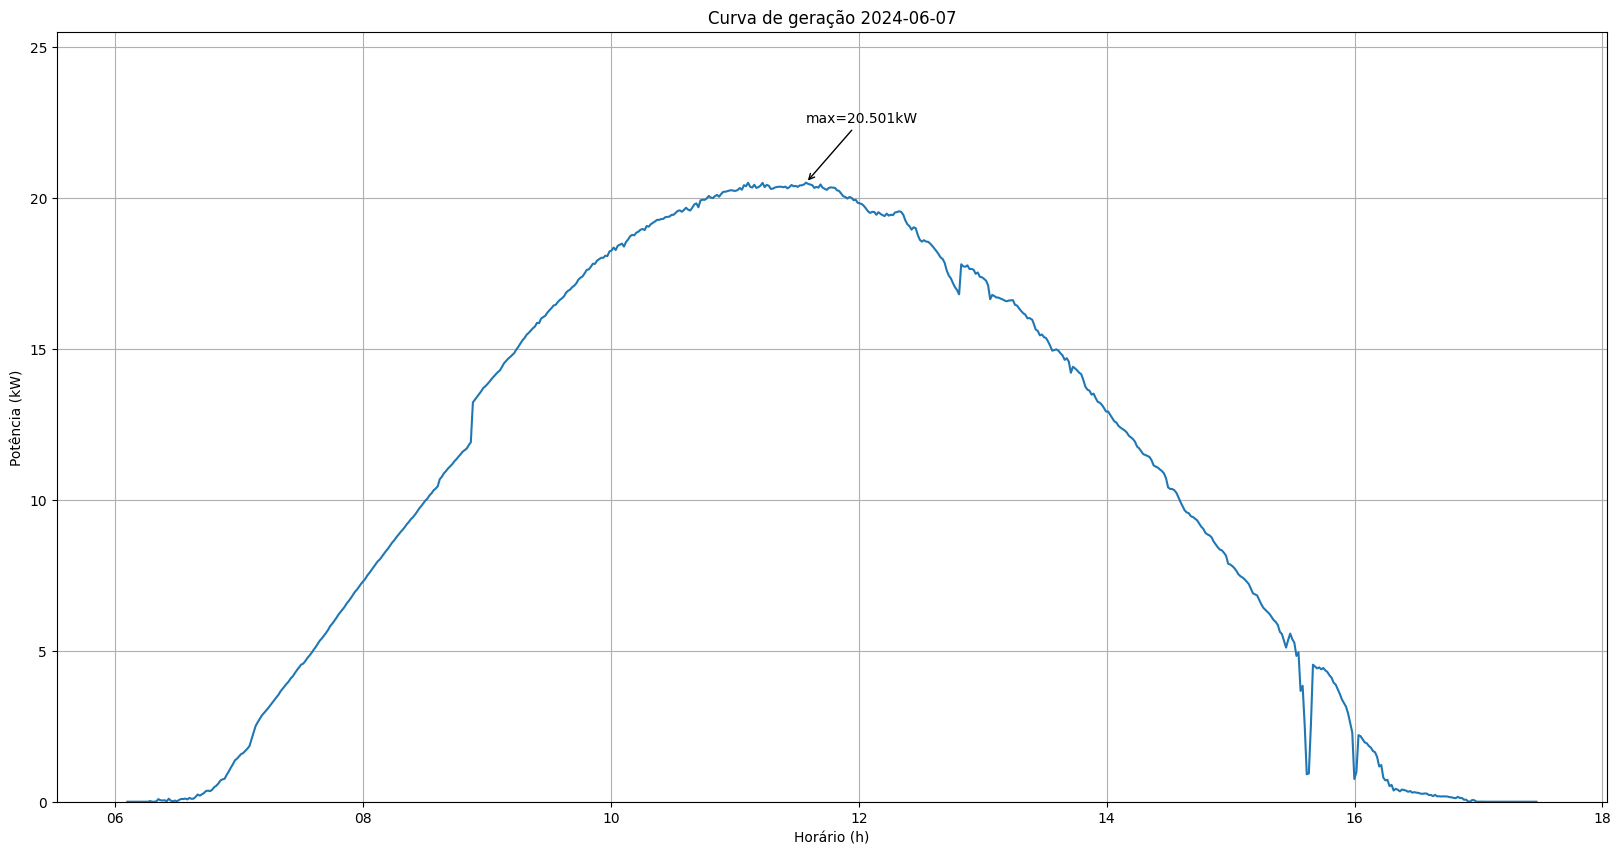 Curva de geração 2024-06-07
25
max=20.501kW
20
15
Potência (kW)
10
5
0
06 08 10 12 14 16 18
Horário (h)